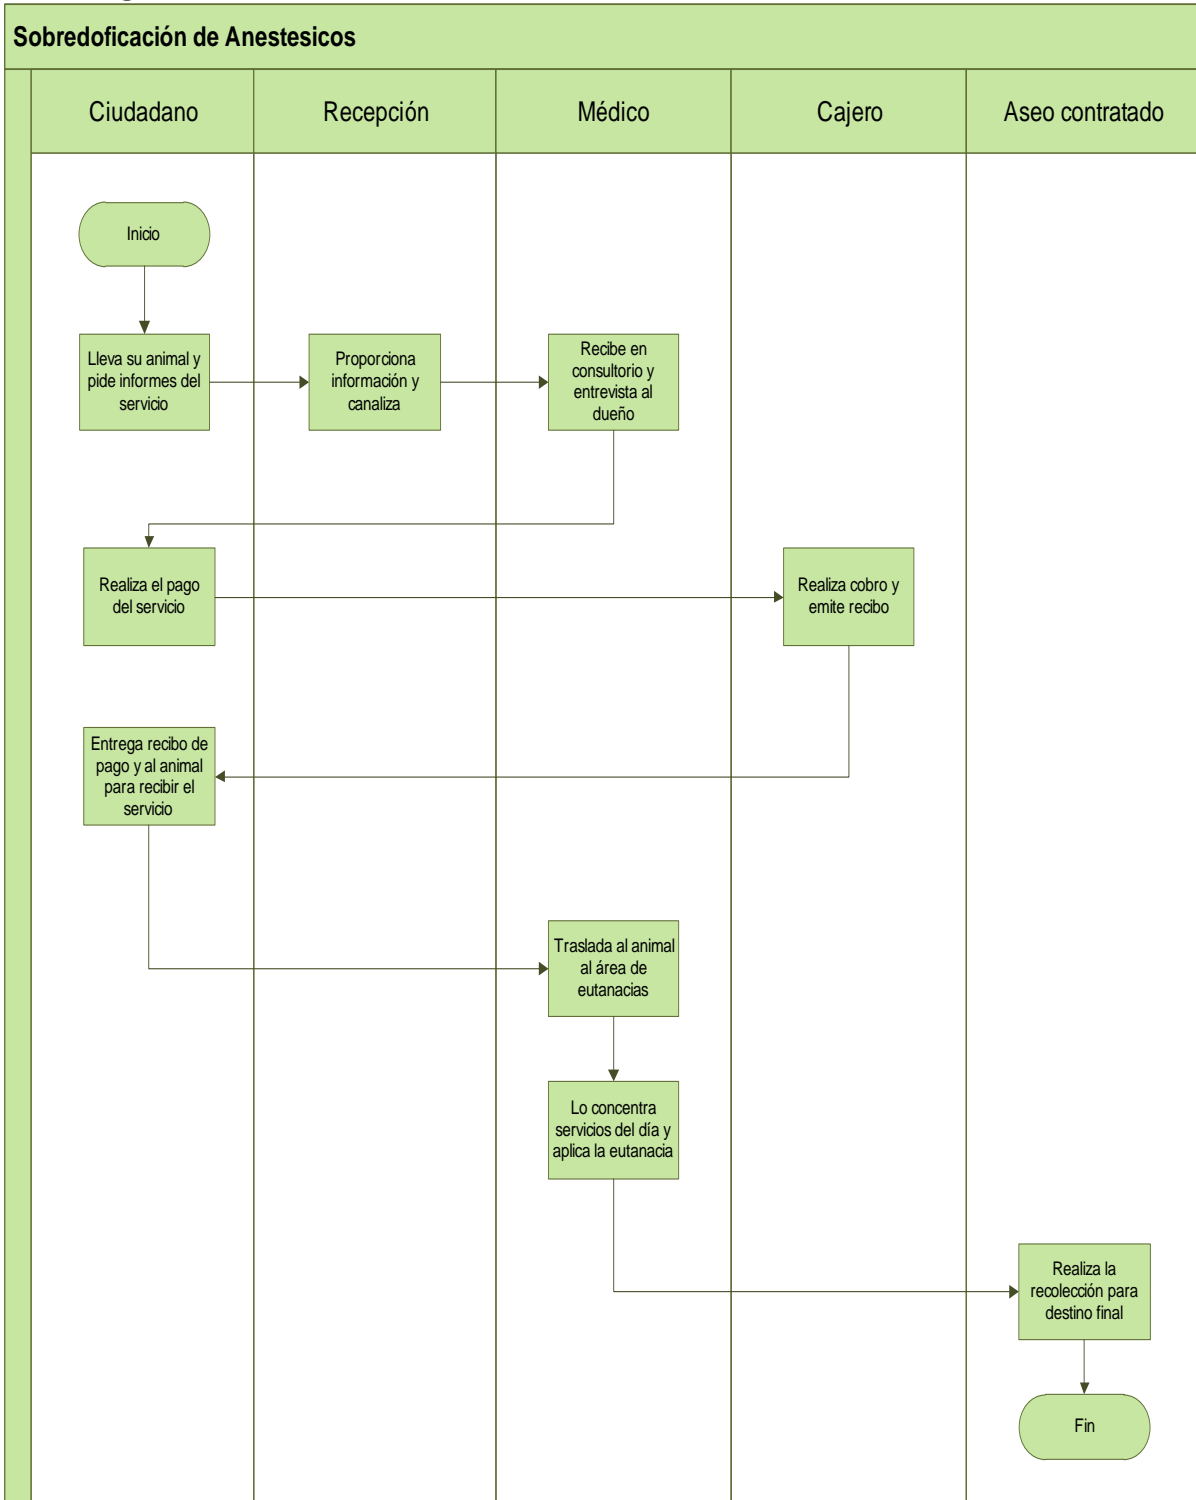 Sobredoficación de Anestesicos
Ciudadano
Recepción
Médico
Cajero
Aseo contratado
Inicio
Lleva su animal y
pide informes del
servicio
Proporciona
información y
canaliza
Recibe en
consultorio y
entrevista al
dueño
Realiza el pago
del servicio
Realiza cobro y
emite recibo
Entrega recibo de
pago y al animal
para recibir el
servicio
Traslada al animal
al área de
eutanacias
Lo concentra
servicios del día y
aplica la eutanacia
Realiza la
recolección para
destino final
Fin